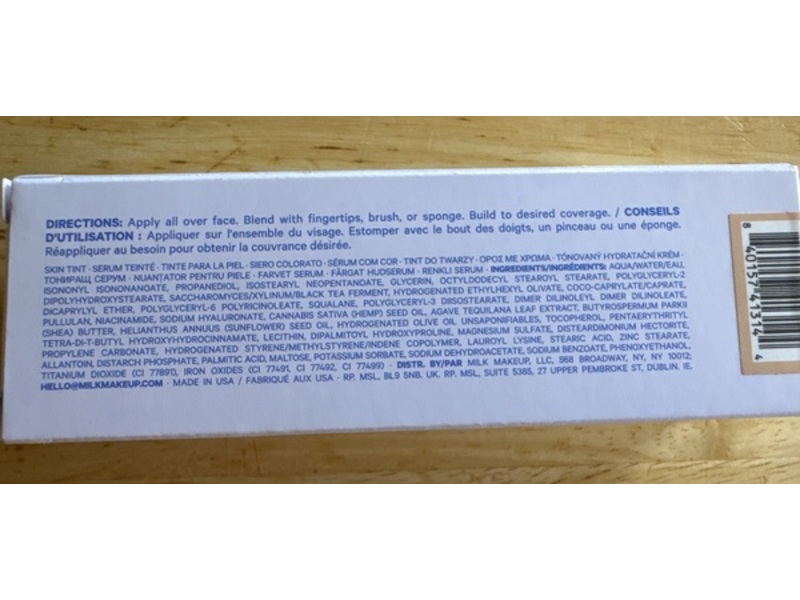 DIRECTIONS: Apply all over face. Blend with fingertips, brush, or sponge. Build to desired coverage. / CONSEILS
D'UTILISATION : Appliquer sur l'ensemble du visage. Estomper avec le bout des doigts, un pinceau ou une éponge.
Réappliquer au besoin pour obtenir la couvrance désirée.
SKIN TINT · SERUM TEINTÉ · TINTE PARA LA PIEL · SIERO COLORATO · SÉRUM COM COR · TINT DO TWARZY · ΟΡΟΣ ΜΕ ΧΡΩΜΑ · TÓNOVANÝ HYDRATAČNÍ KRÉM ·
ТОНИРАЩ СЕРУМ · NUANȚATOR PENTRU PIELE · FARVET SERUM · FÄRGAT HUDSERUM · RENKLI SERUM · INGREDIENTS/INGRÉDIENTS: AQUA/WATER/EAU,
ISONONYL ISONONANOATE, PROPANEDIOL, ISOSTEARYL NEOPENTANOATE, GLYCERIN, OCTYLDODECYL STEAROYL STEARATE, POLYGLYCERYL-2
DIPOLYHYDROXYSTEARATE, SACCHAROMYCES/XYLINUM/BLACK TEA FERMENT, HYDROGENATED ETHYLHEXYL OLIVATE, COCO-CAPRYLATE/CAPRATE,
DICAPRYLYL ETHER, POLYGLYCERYL-6 POLYRICINOLEATE, SQUALANE, POLYGLYCERYL-3 DIISOSTEARATE, DIMER DILINOLEYL DIMER DILINOLEATE,
PULLULAN, NIACINAMIDE, SODIUM HYALURONATE, CANNABIS SATIVA (HEMP) SEED OIL, AGAVE TEQUILANA LEAF EXTRACT, BUTYROSPERMUM PARKII
(SHEA) BUTTER, HELIANTHUS ANNUUS (SUNFLOWER) SEED OIL, HYDROGENATED OLIVE OIL UNSAPONIFIABLES, TOCOPHEROL, PENTAERYTHRITYL
TETRA-DI-T-BUTYL HYDROXYHYDROCINNAMATE, LECITHIN, DIPALMITOYL HYDROXYPROLINE, MAGNESIUM SULFATE, DISTEARDIMONIUM HECTORITE,
PROPYLENE CARBONATE, HYDROGENATED STYRENE/METHYLSTYRENE/INDENE COPOLYMER, LAUROYL LYSINE, STEARIC ACID, ZINC STEARATE,
ALLANTOIN, DISTARCH PHOSPHATE, PALMITIC ACID, MALTOSE, POTASSIUM SORBATE, SODIUM DEHYDROACETATE, SODIUM BENZOATE, PHENOXYETHANOL,
TITANIUM DIOXIDE (CI 77891), IRON OXIDES (CI 77491, CI 77492, CI 77499) · DISTR. BY/PAR MILK MAKEUP, LLC, 568 BROADWAY, NY, NY 10012;
HELLO@MILKMAKEUP.COM · MADE IN USA / FABRIQUÉ AUX USA · RP. MSL, BL9 5NB. UK. RP. MSL, SUITE 5385, 27 UPPER PEMBROKE ST, DUBLIN. IE.
8 40157 41314 4